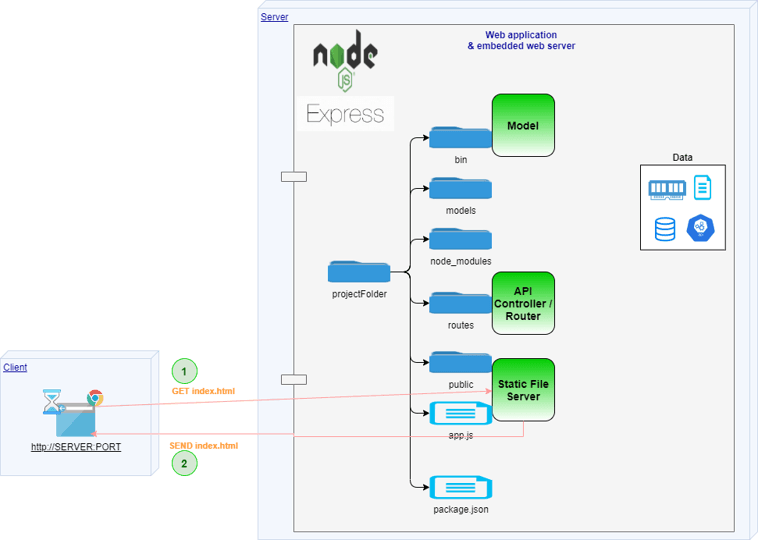 Server
Web application
& embedded web server
node
JS
Express
Model
bin
Data
models
node_modules
projectFolder
API
Controller /
Router
routes
Client
1
GET index.html
public
Static File
Server
app.js
http://SERVER:PORT
SEND index.html
2
package.json